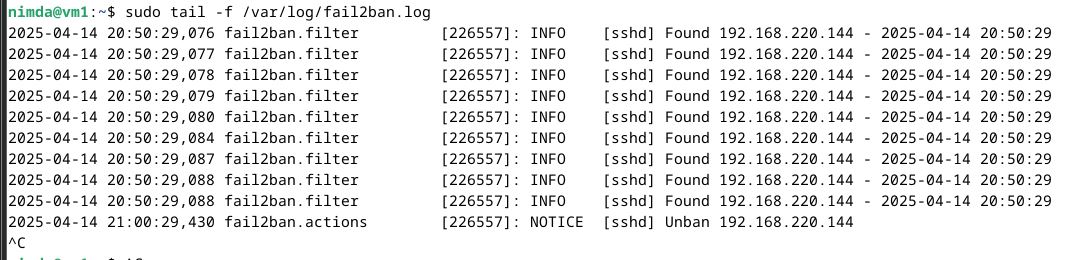 nimda@vm1:~$ sudo tail -f /var/log/fail2ban.log
2025-04-14 20:50:29,076 fail2ban.filter         [226557]: INFO    [sshd] Found 192.168.220.144 - 2025-04-14 20:50:29
2025-04-14 20:50:29,077 fail2ban.filter         [226557]: INFO    [sshd] Found 192.168.220.144 - 2025-04-14 20:50:29
2025-04-14 20:50:29,078 fail2ban.filter         [226557]: INFO    [sshd] Found 192.168.220.144 - 2025-04-14 20:50:29
2025-04-14 20:50:29,079 fail2ban.filter         [226557]: INFO    [sshd] Found 192.168.220.144 - 2025-04-14 20:50:29
2025-04-14 20:50:29,080 fail2ban.filter         [226557]: INFO    [sshd] Found 192.168.220.144 - 2025-04-14 20:50:29
2025-04-14 20:50:29,084 fail2ban.filter         [226557]: INFO    [sshd] Found 192.168.220.144 - 2025-04-14 20:50:29
2025-04-14 20:50:29,087 fail2ban.filter         [226557]: INFO    [sshd] Found 192.168.220.144 - 2025-04-14 20:50:29
2025-04-14 20:50:29,088 fail2ban.filter         [226557]: INFO    [sshd] Found 192.168.220.144 - 2025-04-14 20:50:29
2025-04-14 20:50:29,088 fail2ban.filter         [226557]: INFO    [sshd] Found 192.168.220.144 - 2025-04-14 20:50:29
2025-04-14 21:00:29,430 fail2ban.actions        [226557]: NOTICE  [sshd] Unban 192.168.220.144
^C